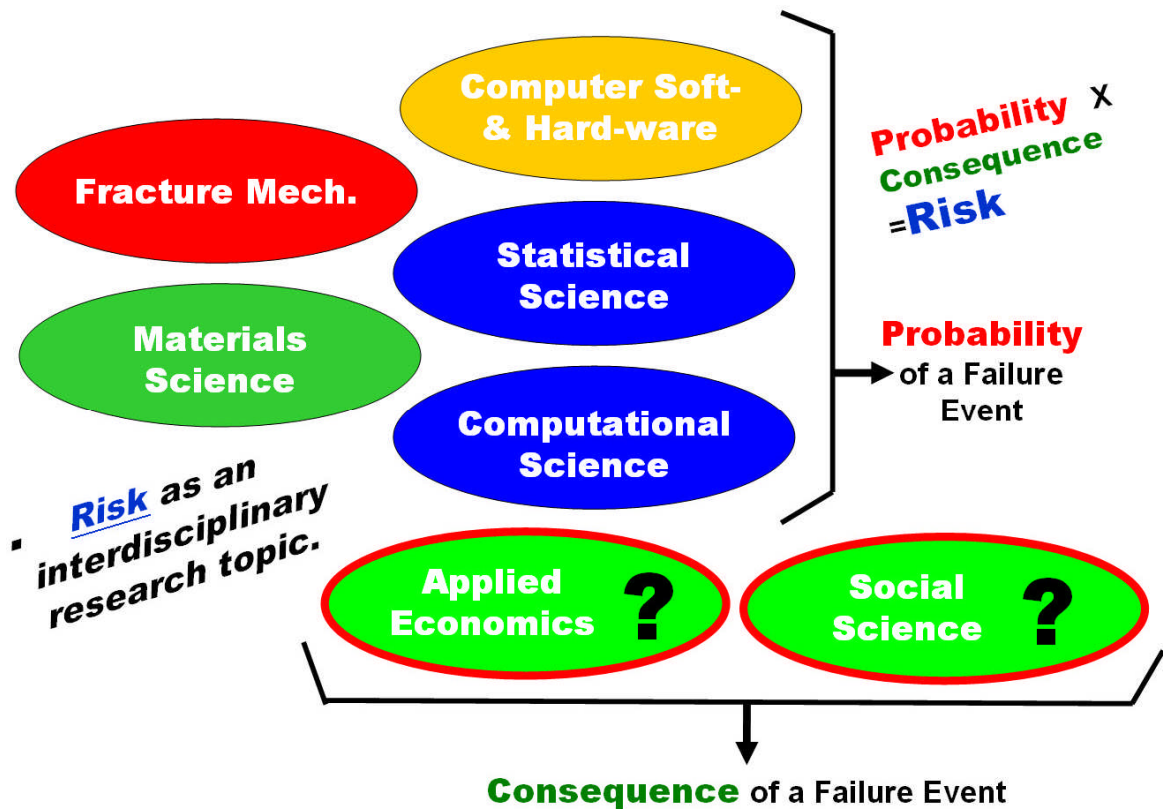 Computer Soft-
& Hard-ware
Fracture Mech.
Statistical
Science
Materials
Science
Computational
Science
Probability X
Consequence
=Risk
Probability
of a Failure
Event
. Risk as an
interdisciplinary
research topic.
Applied
Economics ?
Social
Science ?
Consequence of a Failure Event